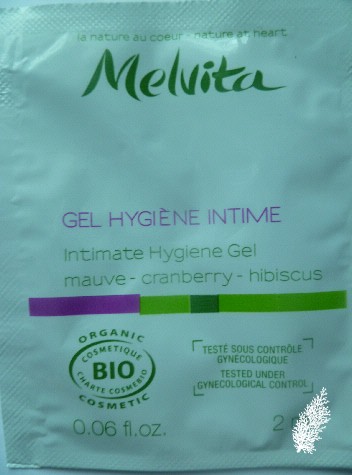 la nature au coeur - nature at heart
Melvita
GEL HYGIÈNE INTIME
Intimate Hygiene Gel
mauve - cranberry - hibiscus
ORGANIC
COSMETIQUE
BIO
CHARTE COSMEBIO
COSMETIC
TESTÉ SOUS CONTRÔLE
GYNECOLOGIQUE
TESTED UNDER
GYNECOLOGICAL CONTROL
0.06 fl.oz.
2